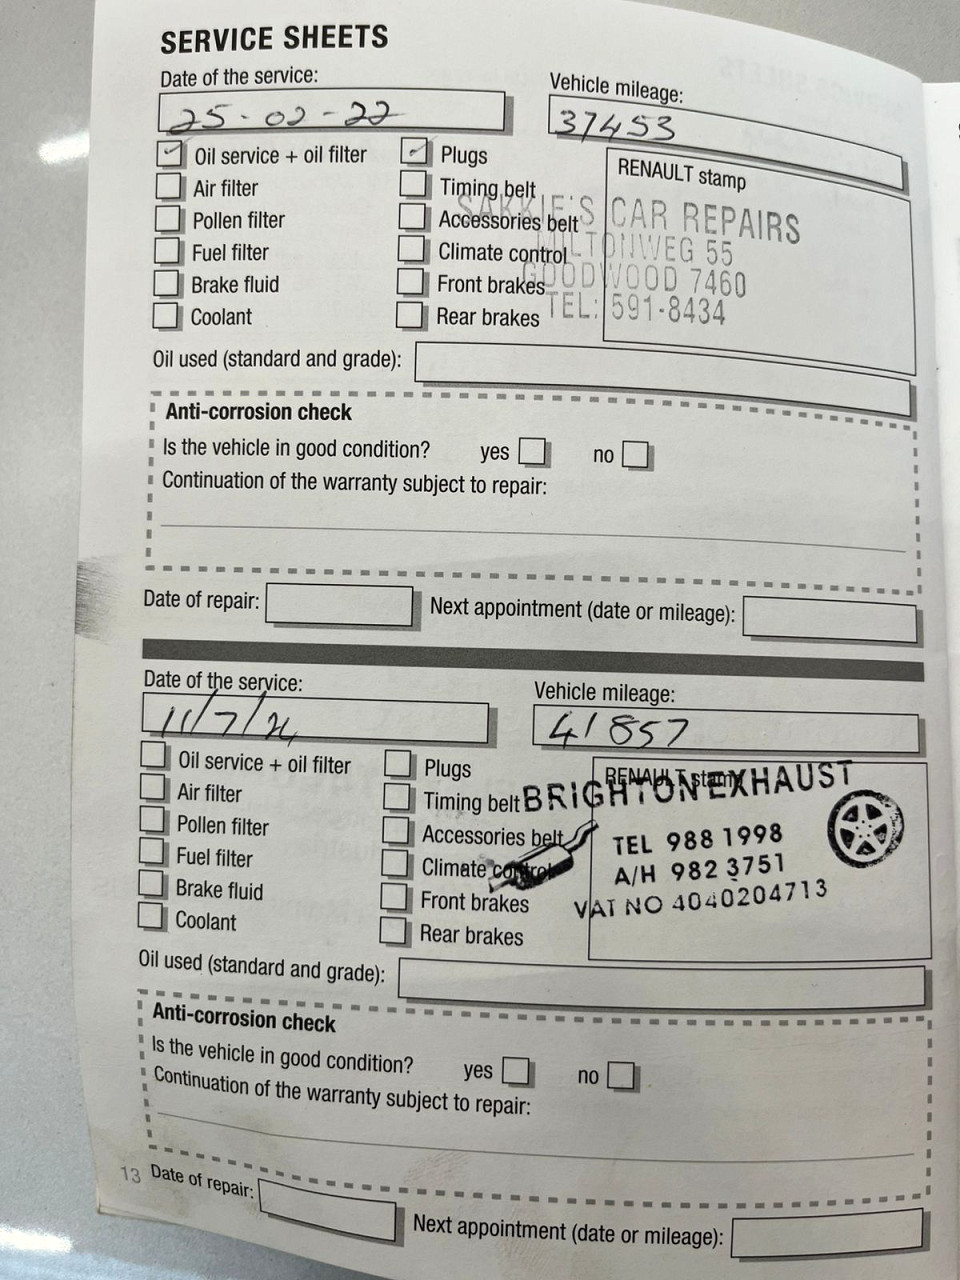 SERVICE SHEETS
Date of the service:
25-02-22
Vehicle mileage:
37453
Oil service + oil filter
Air filter
Pollen filter
Fuel filter
Brake fluid
Coolant
Plugs
Timing belt
Accessories belt
Climate control
Front brakes
Rear brakes
RENAULT stamp
SAKKIE'S CAR REPAIRS
MILTONWEG 55
GOODWOOD 7460
TEL: 591-8434
Oil used (standard and grade):
Anti-corrosion check
Is the vehicle in good condition? yes no
Continuation of the warranty subject to repair:
Date of repair:
Next appointment (date or mileage):
Date of the service:
11/7/24
Vehicle mileage:
41857
Oil service + oil filter
Air filter
Pollen filter
Fuel filter
Brake fluid
Coolant
Plugs
Timing belt
Accessories belt
Climate control
Front brakes
Rear brakes
RENAULT stamp
BRIGHTON EXHAUST
TEL 988 1998
A/H 982 3751
VAT NO 4040204713
Oil used (standard and grade):
Anti-corrosion check
Is the vehicle in good condition? yes no
Continuation of the warranty subject to repair:
13
Date of repair:
Next appointment (date or mileage):